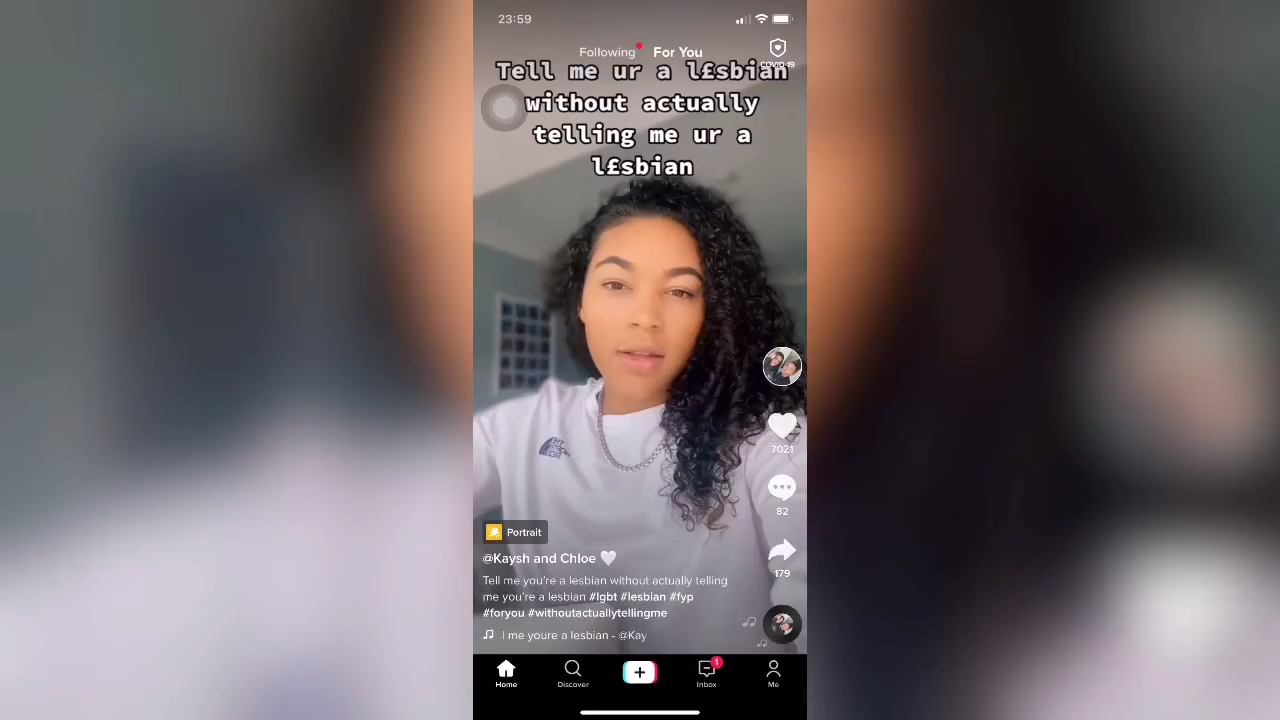 23:59
Following For You
COVID-19
Tell me ur a l£sbian
without actually
telling me ur a
l£sbian
7021
82
179
Portrait
@Kaysh and Chloe 🤍
Tell me you're a lesbian without actually telling
me you're a lesbian #lgbt #lesbian #fyp
#foryou #withoutactuallytellingme
l me youre a lesbian - @Kay
1
Home Discover Inbox Me